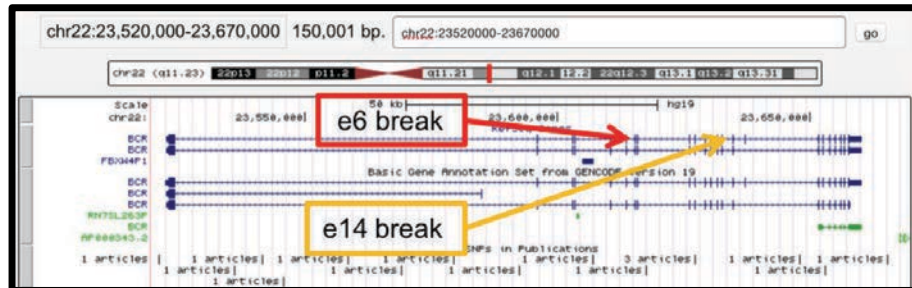 chr22:23,520,000-23,670,000 150,001 bp. chr22:23520000-23670000 go
chr22 (q11.23) 22p13 22p12 p11.2 q11.21 q12.1 12.2 22q12.3 q13.1 q13.2 q13.31
Scale 50 kb hg19
chr22: 23,550,000 23,600,000 23,650,000
e6 break
BCR
BCR
FBXW4P1
Basic Gene Annotation Set from GENCODE Version 19
BCR
BCR
BCR
RN7SL263P
e14 break
BCR
AP000343.2
SNPs in Publications
1 articles 1 articles 1 articles 1 articles 1 articles 3 articles 1 articles 1 articles
1 articles 1 articles 1 articles 1 articles 1 articles
1 articles 1 articles